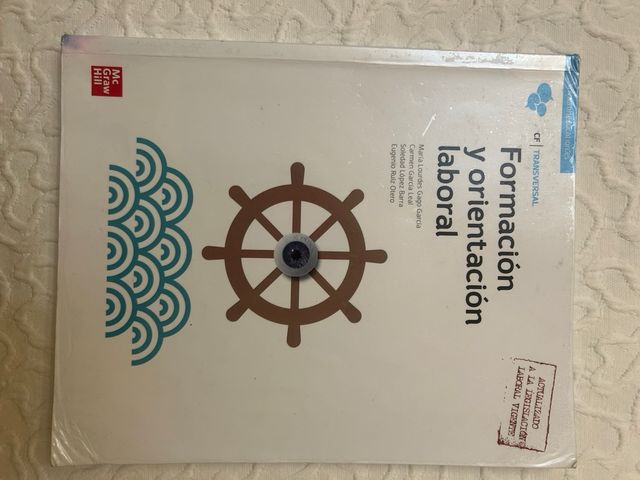 CF | TRANSVERSAL
Formación
y orientación
laboral
María Lourdes Gago García
Carmen García Leal
Soledad López Barra
Eugenio Ruiz Otero
ACTUALIZADO
A LA LEGISLACIÓN
LABORAL VIGENTE
Mc
Graw
Hill